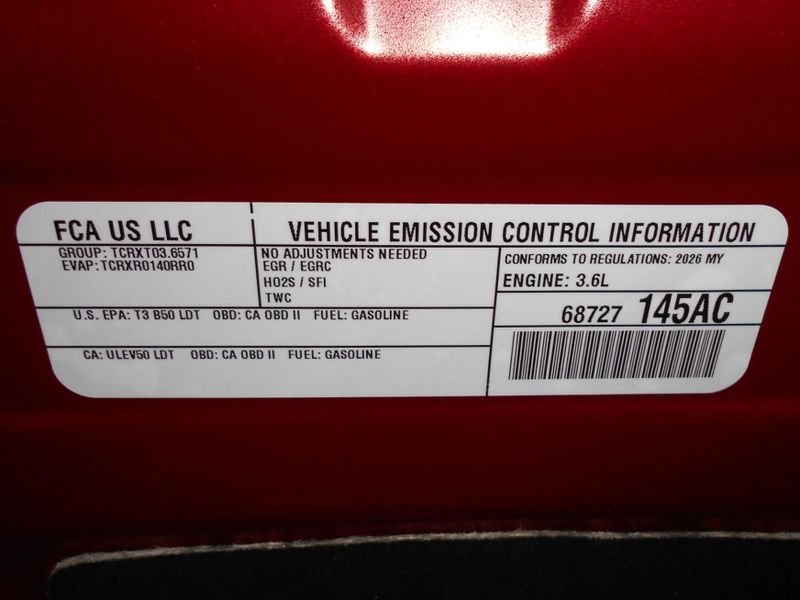 FCA US LLC
VEHICLE EMISSION CONTROL INFORMATION
GROUP: TCRXT03.6571
EVAP: TCRXR0140RR0
NO ADJUSTMENTS NEEDED
EGR / EGRC
HO2S / SFI
TWC
CONFORMS TO REGULATIONS: 2026 MY
ENGINE: 3.6L
U.S. EPA: T3 B50 LDT OBD: CA OBD II FUEL: GASOLINE
68727 145AC
CA: ULEV50 LDT OBD: CA OBD II FUEL: GASOLINE